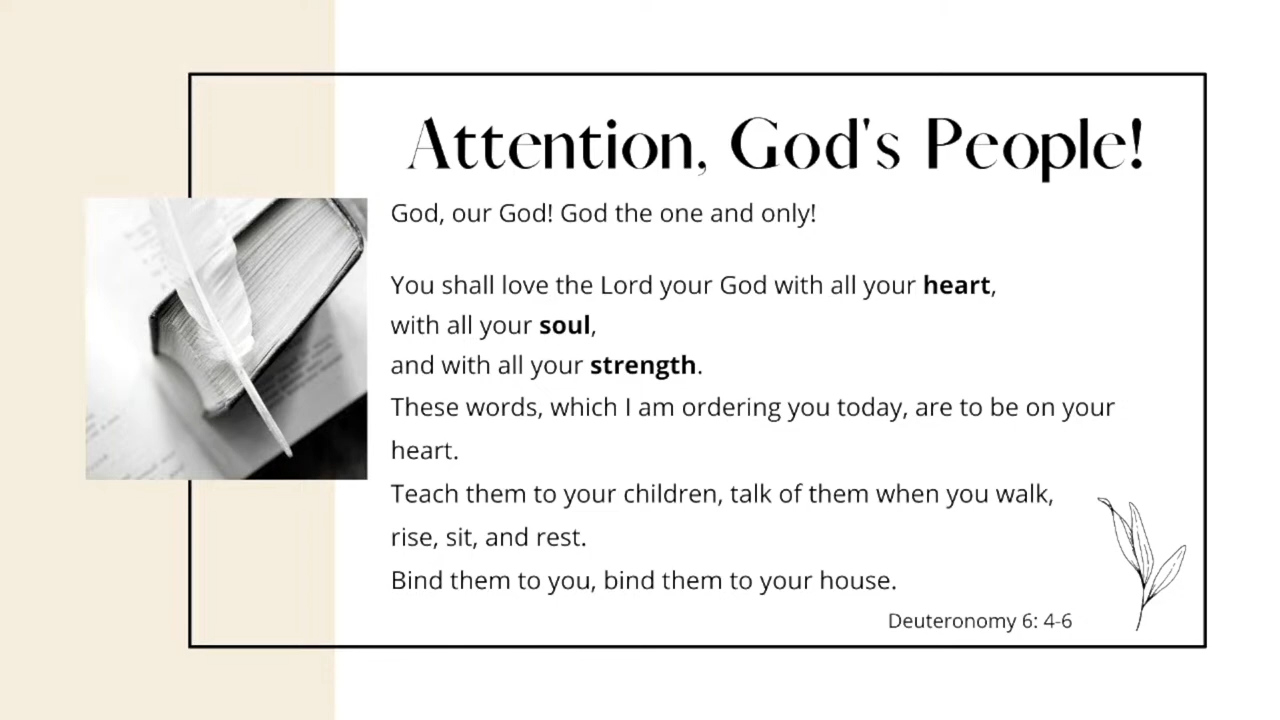 Attention, God's People!
God, our God! God the one and only!
You shall love the Lord your God with all your heart,
with all your soul,
and with all your strength.
These words, which I am ordering you today, are to be on your
heart.
Teach them to your children, talk of them when you walk,
rise, sit, and rest.
Bind them to you, bind them to your house.
Deuteronomy 6: 4-6